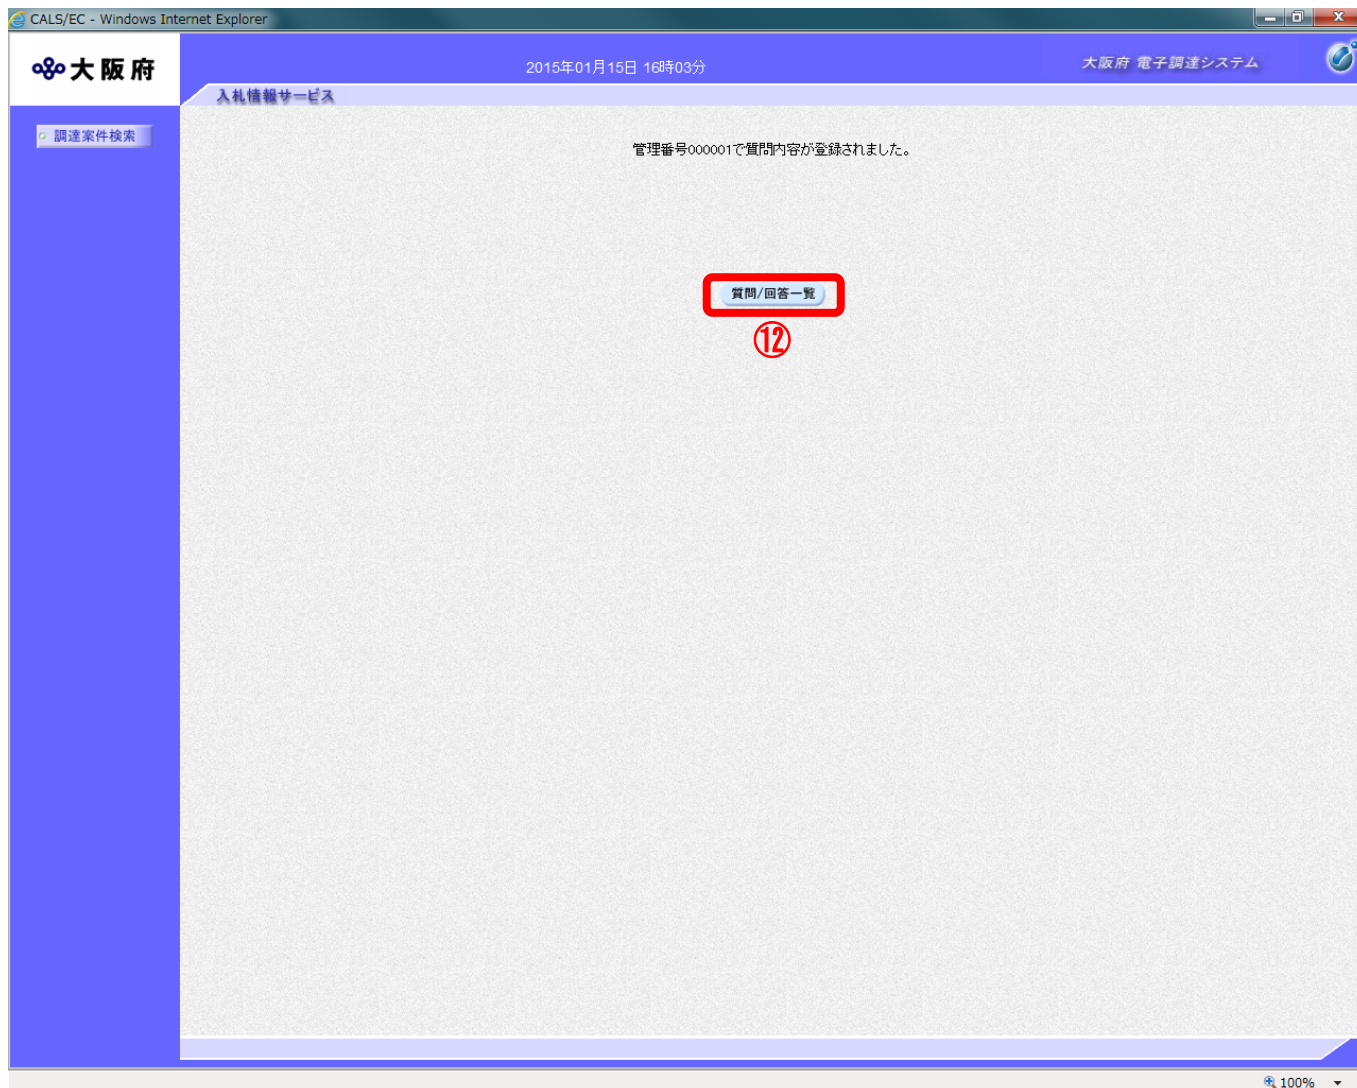 CALS/EC - Windows Internet Explorer
大阪府
2015年01月15日 16時03分
大阪府 電子調達システム
入札情報サービス
調達案件検索
管理番号000001で質問内容が登録されました。
質問/回答一覧
⑫
100%